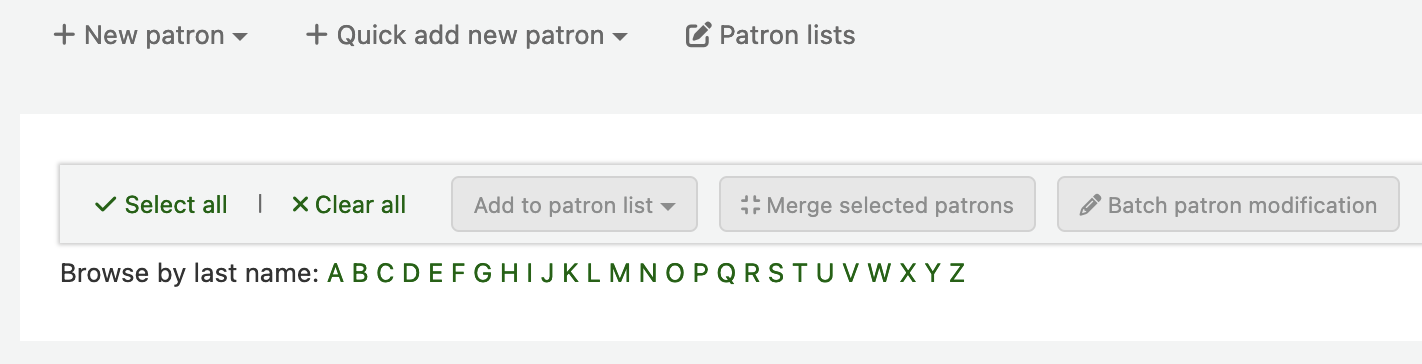 New patron Quick add new patron Patron lists
Select all | Clear all Add to patron list Merge selected patrons Batch patron modification
Browse by last name: A B C D E F G H I J K L M N O P Q R S T U V W X Y Z